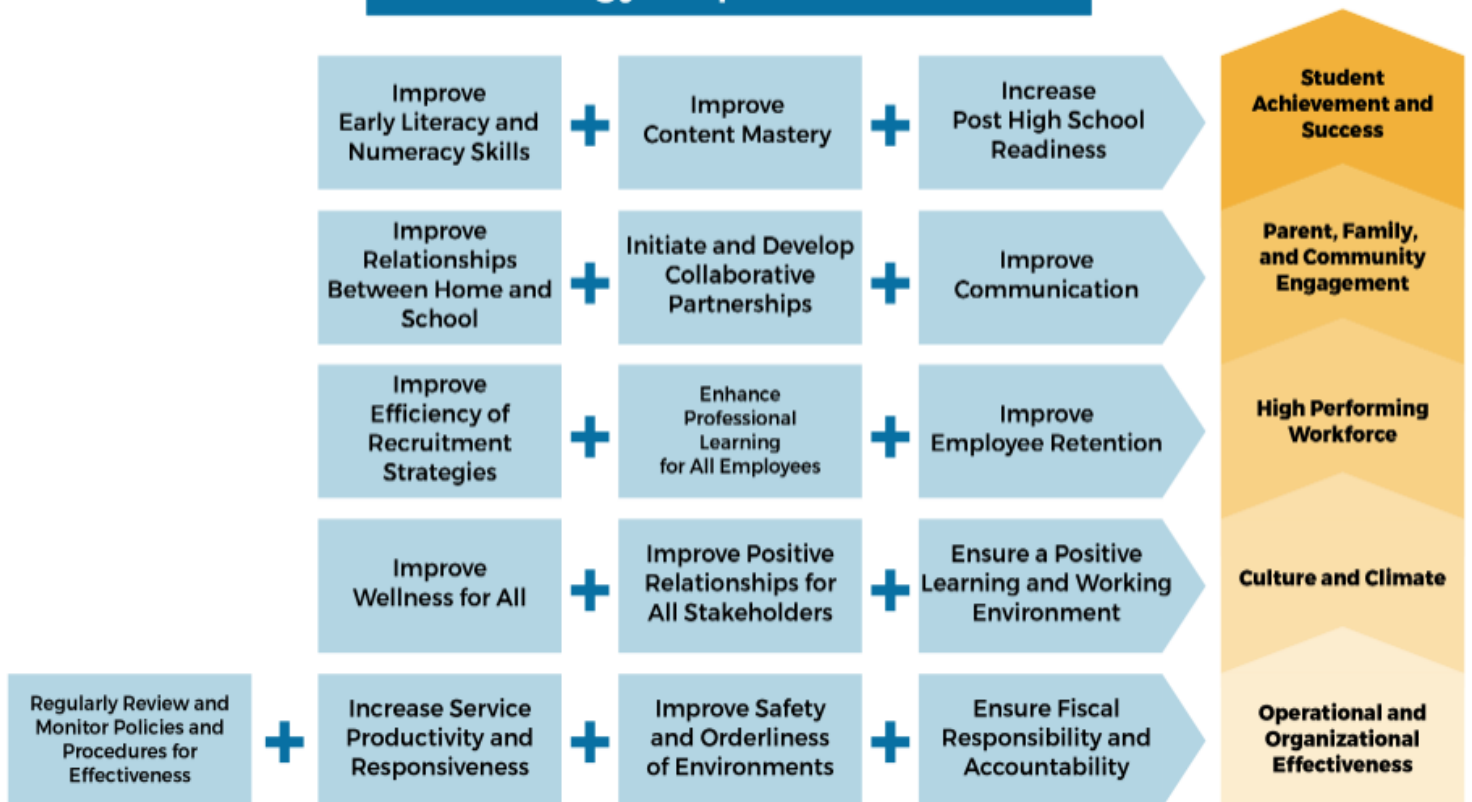 Improve
Early Literacy and
Numeracy Skills
+
Improve
Content Mastery
+
Increase
Post High School
Readiness
Student
Achievement and
Success
Improve
Relationships
Between Home and
School
+
Initiate and Develop
Collaborative
Partnerships
+
Improve
Communication
Parent, Family,
and Community
Engagement
Improve
Efficiency of
Recruitment
Strategies
+
Enhance
Professional
Learning
for All Employees
+
Improve
Employee Retention
High Performing
Workforce
Improve
Wellness for All
+
Improve Positive
Relationships for
All Stakeholders
+
Ensure a Positive
Learning and Working
Environment
Culture and Climate
Regularly Review and
Monitor Policies and
Procedures for
Effectiveness
+
Increase Service
Productivity and
Responsiveness
+
Improve Safety
and Orderliness
of Environments
+
Ensure Fiscal
Responsibility and
Accountability
Operational and
Organizational
Effectiveness